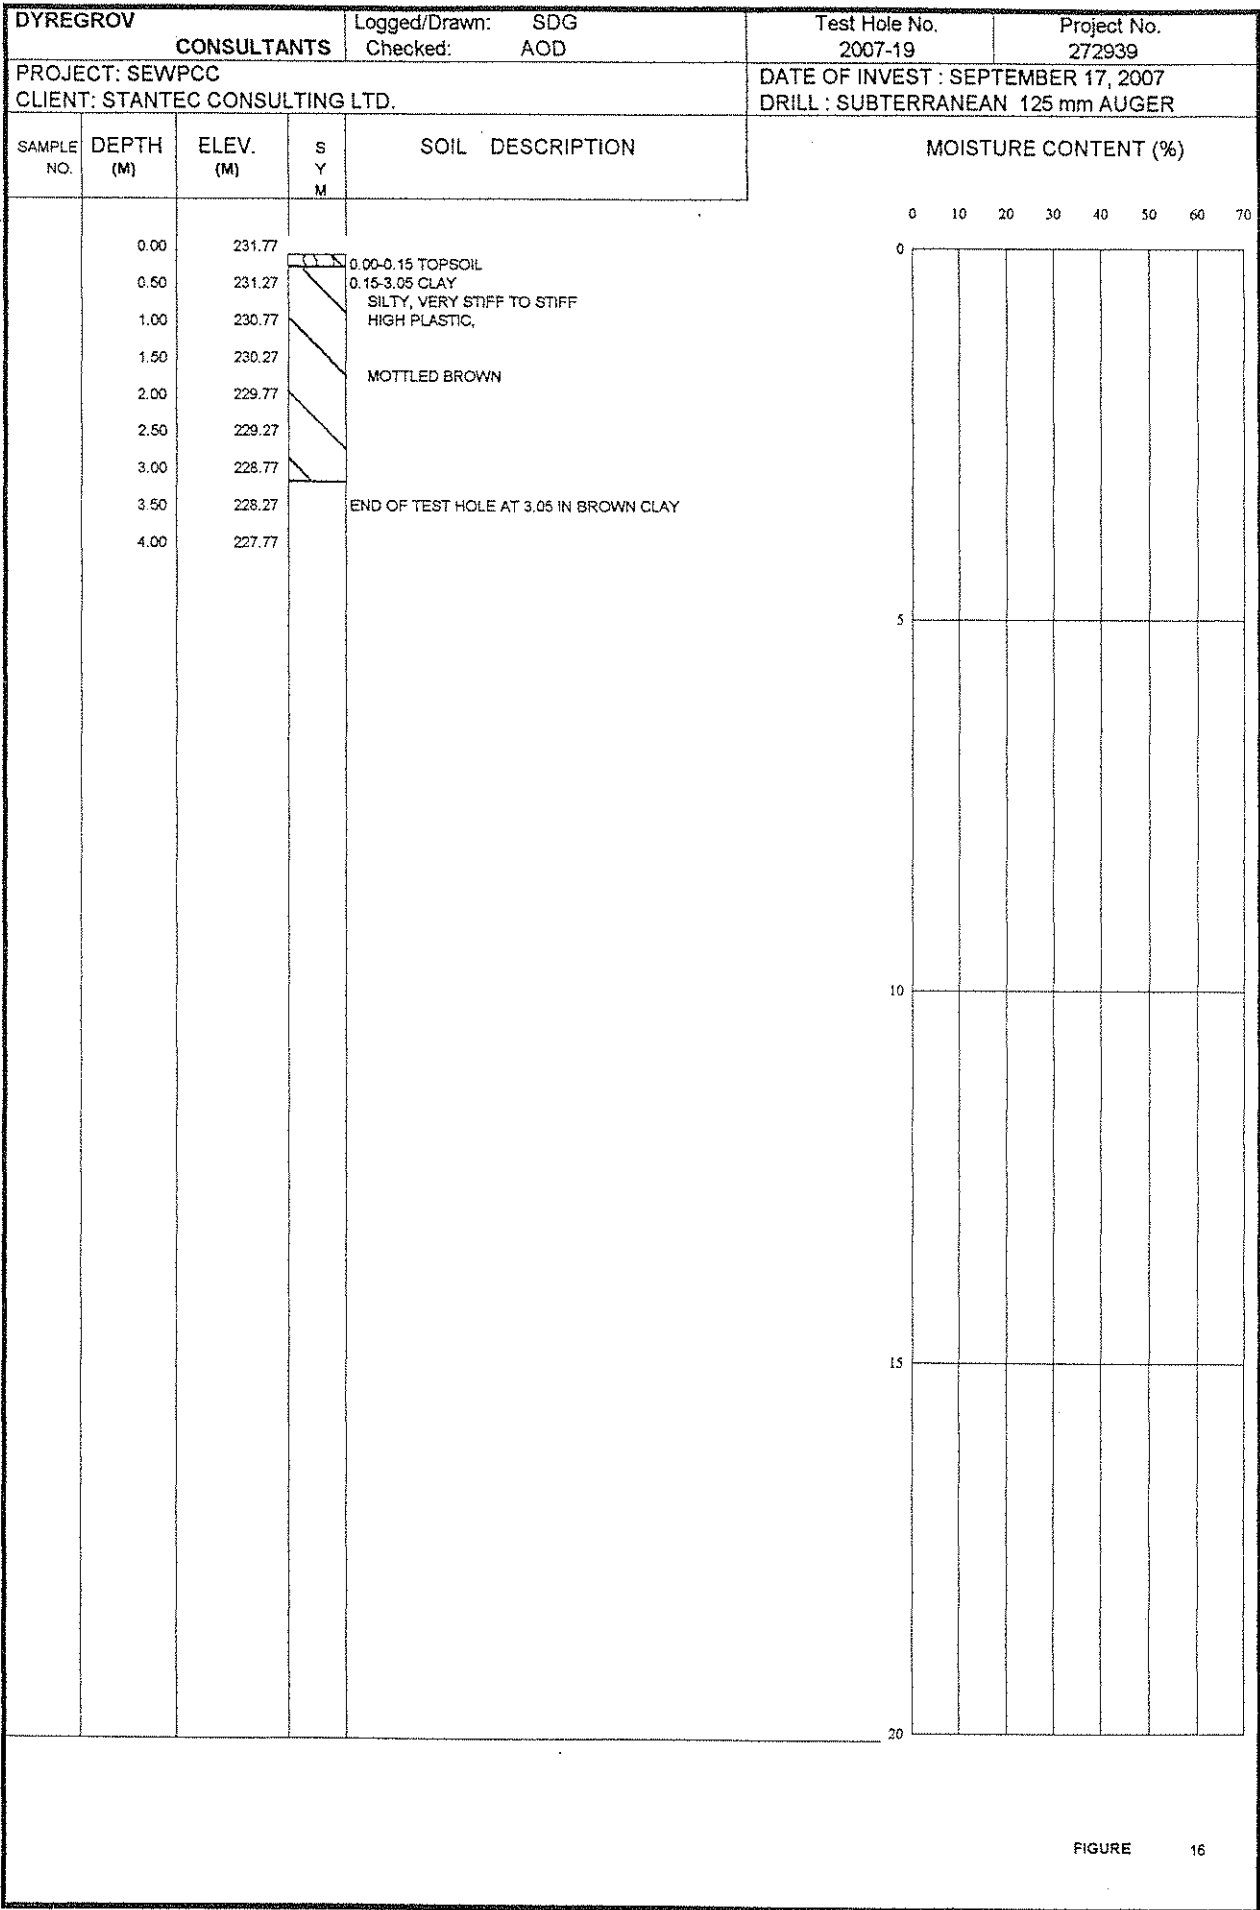 DYREGROV
CONSULTANTS
Logged/Drawn: SDG
Checked: AOD
Test Hole No.
2007-19
Project No.
272939
PROJECT: SEWPCC
CLIENT: STANTEC CONSULTING LTD.
DATE OF INVEST : SEPTEMBER 17, 2007
DRILL : SUBTERRANEAN 125 mm AUGER
SAMPLE NO.
DEPTH (M)
ELEV. (M)
S Y M
SOIL DESCRIPTION
MOISTURE CONTENT (%)
0 10 20 30 40 50 60 70
0.00 231.77
0.00-0.15 TOPSOIL
0.50 231.27 0.15-3.05 CLAY
SILTY, VERY STIFF TO STIFF
1.00 230.77 HIGH PLASTIC,
1.50 230.27
MOTTLED BROWN
2.00 229.77
2.50 229.27
3.00 228.77
3.50 228.27 END OF TEST HOLE AT 3.05 IN BROWN CLAY
4.00 227.77
0
5
10
15
20
FIGURE 16